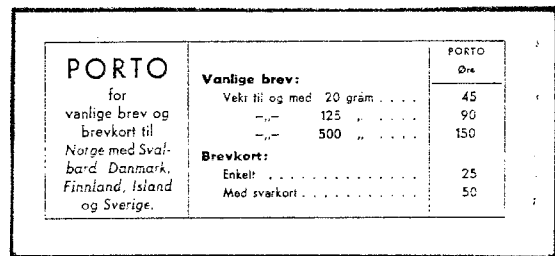 PORTO
for
vanlige brev og
brevkort til
Norge med Sval-
bard, Danmark,
Finnland, Island
og Sverige.
PORTO
Øre
Vanlige brev:
Vekt til og med 20 gram . . . . 45
–„– 125 „ . . . . . 90
–„– 500 „ . . . . . 150
Brevkort:
Enkelt . . . . . . . . . . . . . . 25
Med svarkort . . . . . . . . . . 50